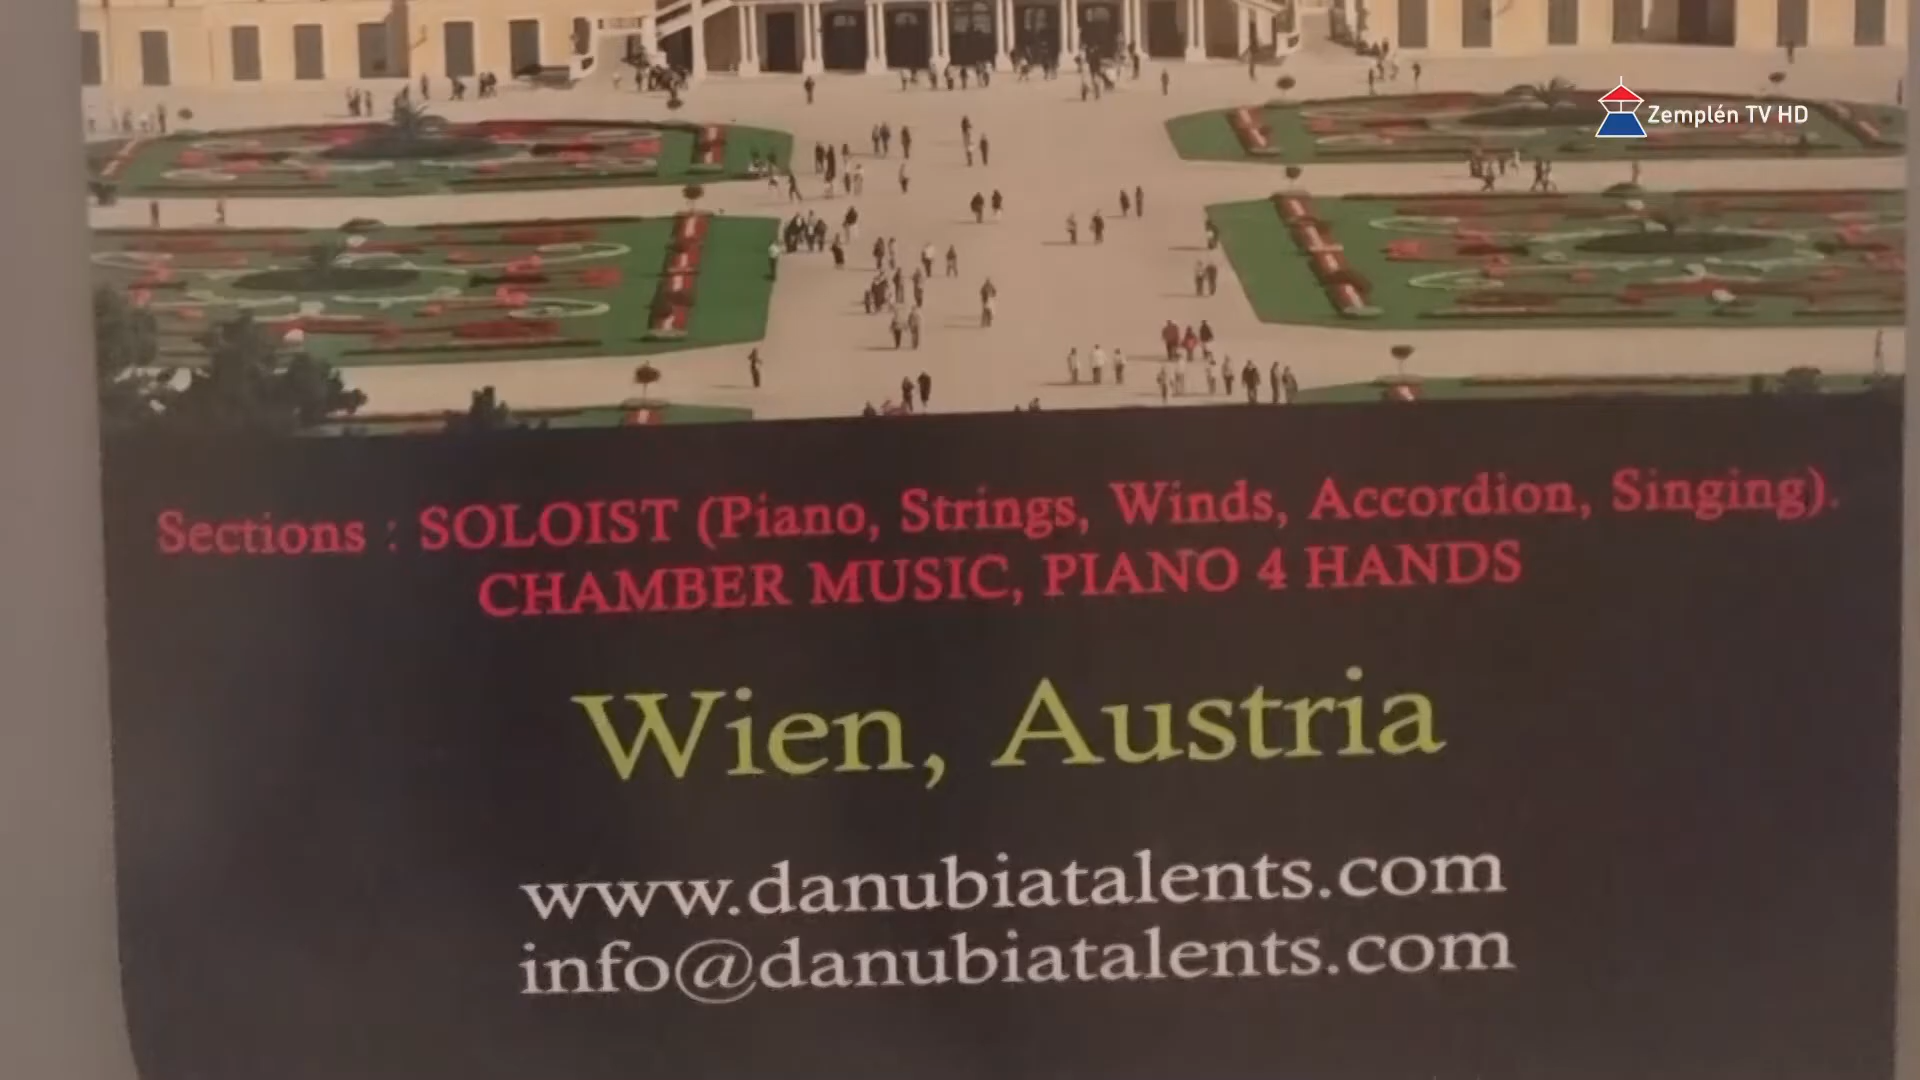 Zemplén TV HD
Sections : SOLOIST (Piano, Strings, Winds, Accordion, Singing).
CHAMBER MUSIC, PIANO 4 HANDS
Wien, Austria
www.danubiatalents.com
info@danubiatalents.com